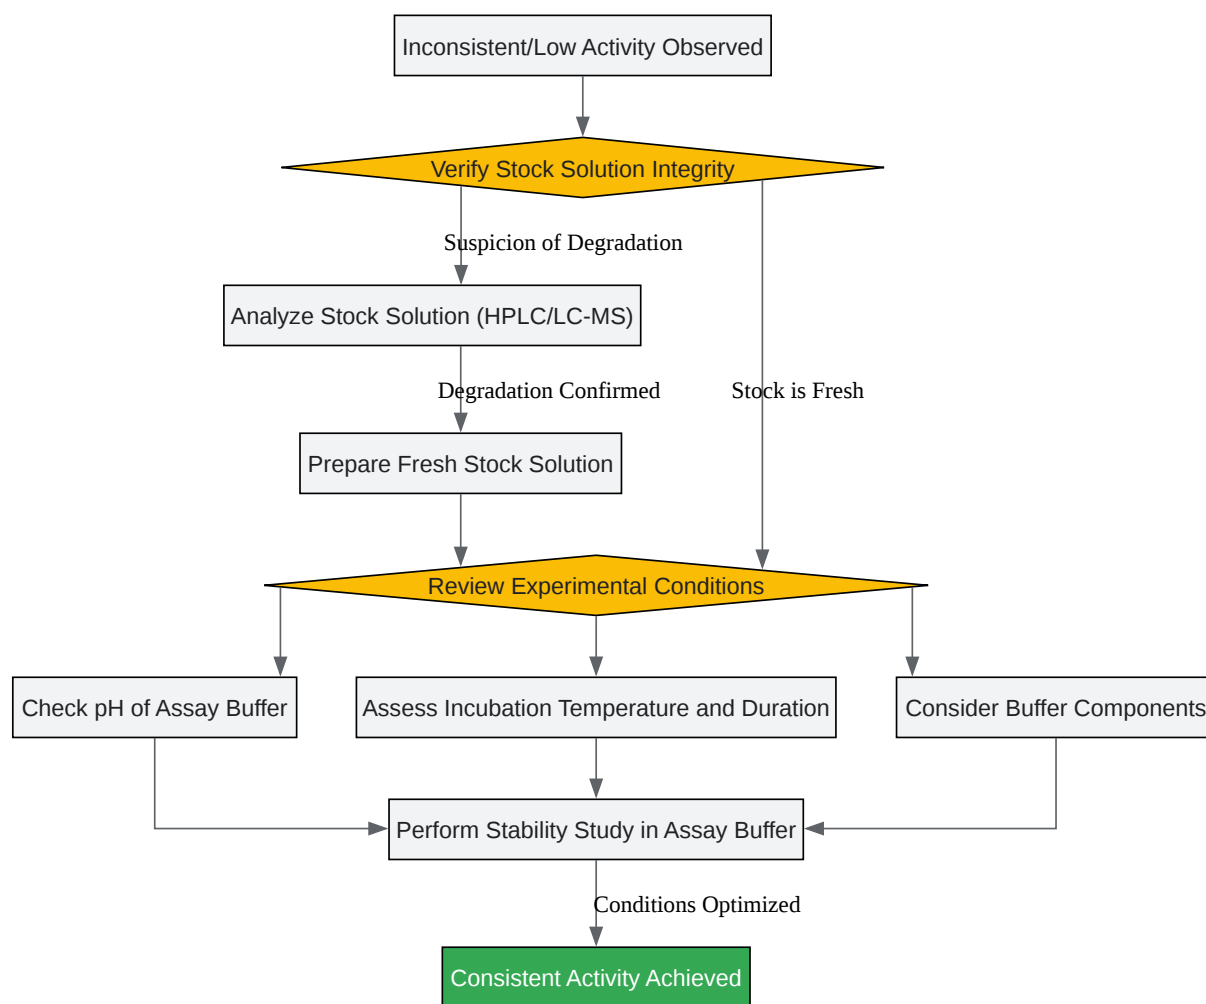 Inconsistent/Low Activity Observed
Verify Stock Solution Integrity
Suspicion of Degradation
Analyze Stock Solution (HPLC/LC-MS)
Degradation Confirmed
Stock is Fresh
Prepare Fresh Stock Solution
Review Experimental Conditions
Check pH of Assay Buffer
Assess Incubation Temperature and Duration
Consider Buffer Components
Perform Stability Study in Assay Buffer
Conditions Optimized
Consistent Activity Achieved